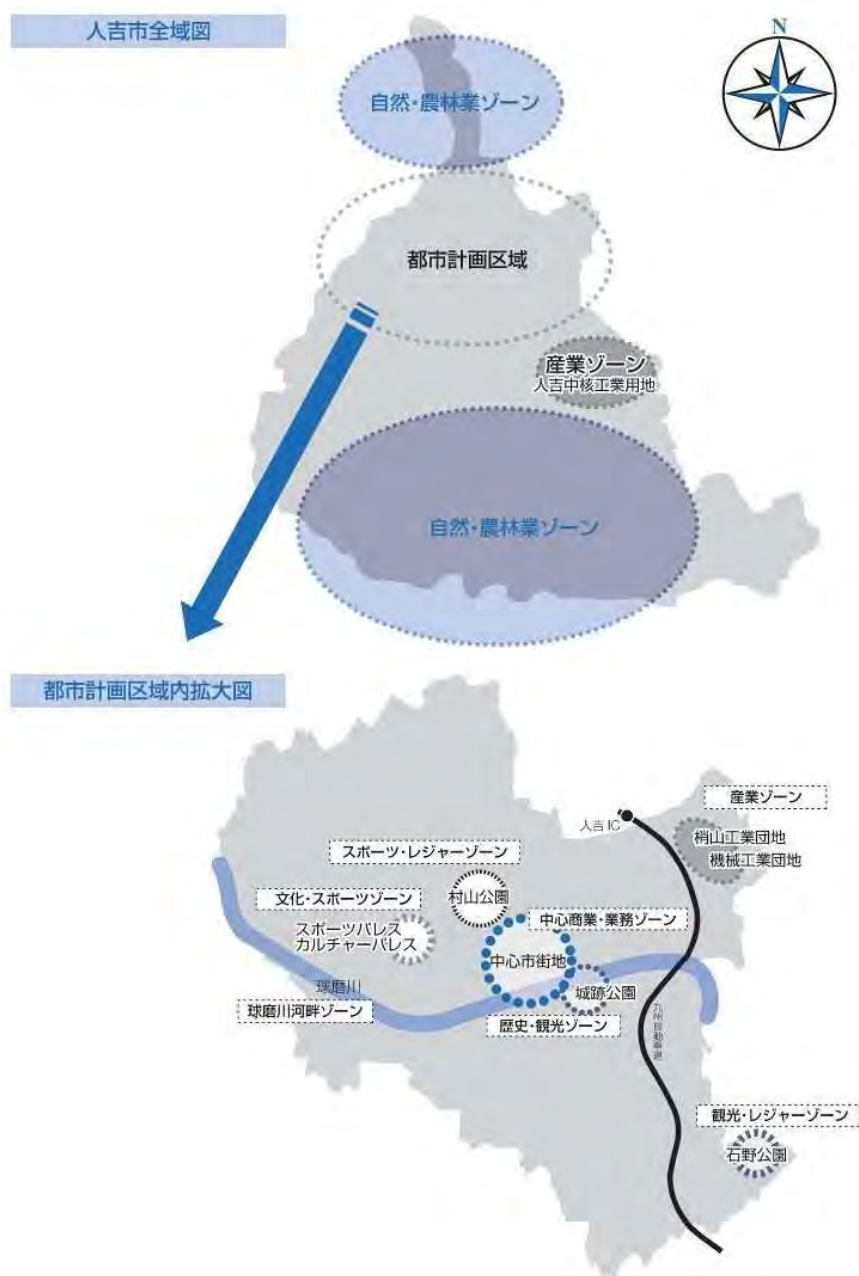 人吉市全域図
N
自然・農林業ゾーン
都市計画区域
産業ゾーン
人吉中核工業用地
自然・農林業ゾーン
都市計画区域内拡大図
産業ゾーン
人吉IC
梢山工業団地
機械工業団地
スポーツ・レジャーゾーン
村山公園
文化・スポーツゾーン
スポーツパレス
カルチャーパレス
中心商業・業務ゾーン
中心市街地
球磨川
城跡公園
球磨川河畔ゾーン
歴史・観光ゾーン
九州自動車道
観光・レジャーゾーン
石野公園